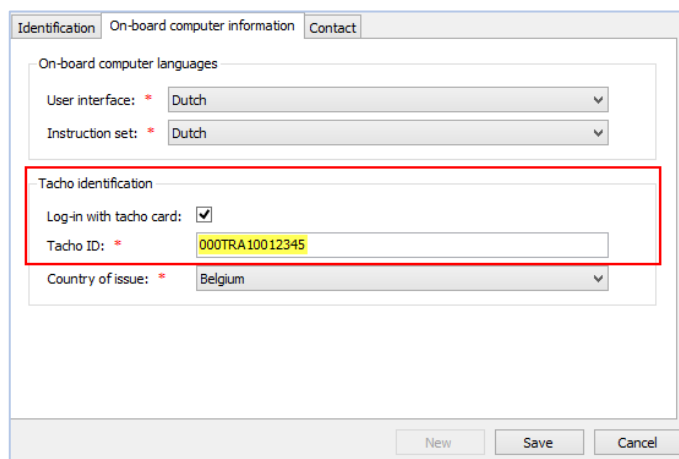 Identification On-board computer information Contact
On-board computer languages
User interface: * Dutch
Instruction set: * Dutch
Tacho identification
Log-in with tacho card:
Tacho ID: * 000TRA10012345
Country of issue: * Belgium
New Save Cancel